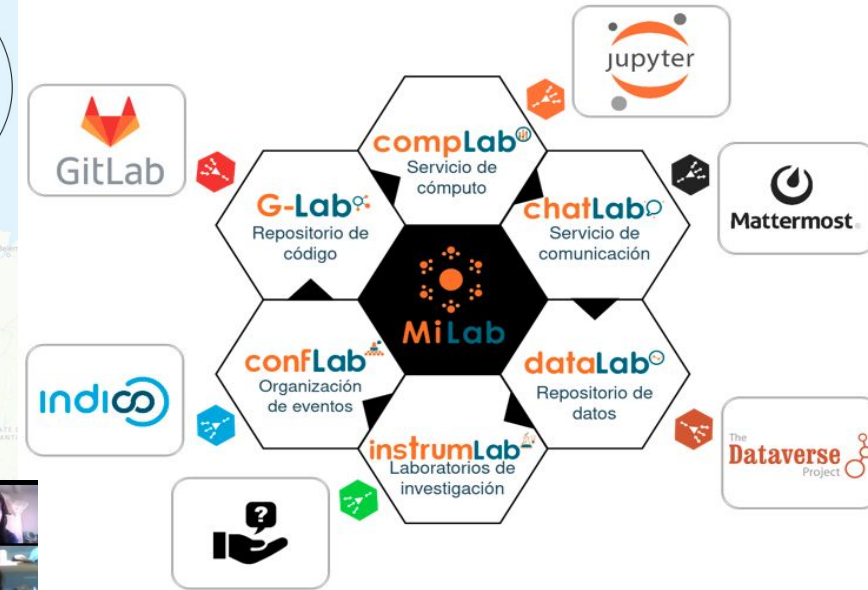 jupyter
GitLab
compLab
Servicio de
cómputo
G-Lab
Repositorio de
código
chatLab
Servicio de
comunicación
Mattermost
MiLab
confLab
Organización
de eventos
dataLab
Repositorio de
datos
indico
instrumLab
Laboratorios de
investigación
The
Dataverse
Project
?